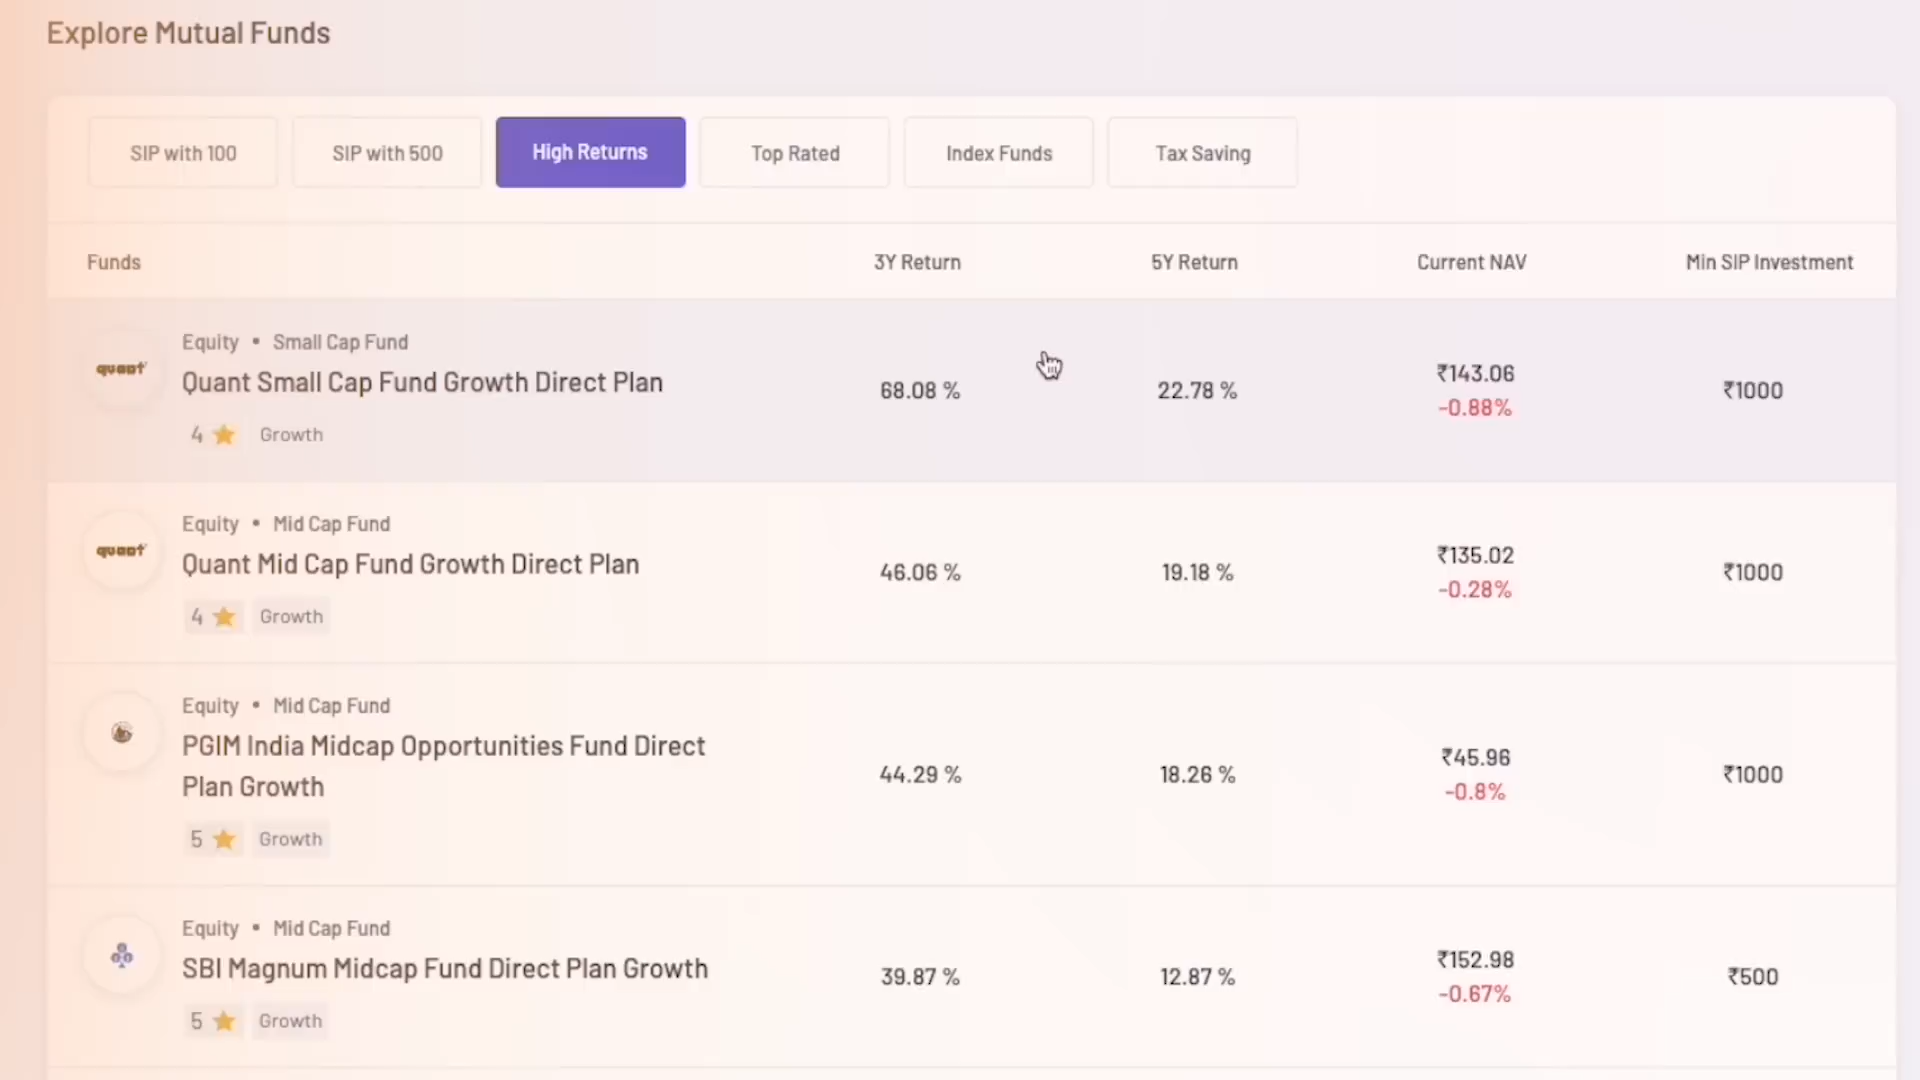 Explore Mutual Funds
SIP with 100
SIP with 500
High Returns
Top Rated
Index Funds
Tax Saving
Funds
3Y Return
5Y Return
Current NAV
Min SIP Investment
quant
Equity • Small Cap Fund
Quant Small Cap Fund Growth Direct Plan
4
Growth
68.08 %
22.78 %
₹143.06
-0.88%
₹1000
quant
Equity • Mid Cap Fund
Quant Mid Cap Fund Growth Direct Plan
4
Growth
46.06 %
19.18 %
₹135.02
-0.28%
₹1000
Equity • Mid Cap Fund
PGIM India Midcap Opportunities Fund Direct
Plan Growth
5
Growth
44.29 %
18.26 %
₹45.96
-0.8%
₹1000
Equity • Mid Cap Fund
SBI Magnum Midcap Fund Direct Plan Growth
5
Growth
39.87 %
12.87 %
₹152.98
-0.67%
₹500